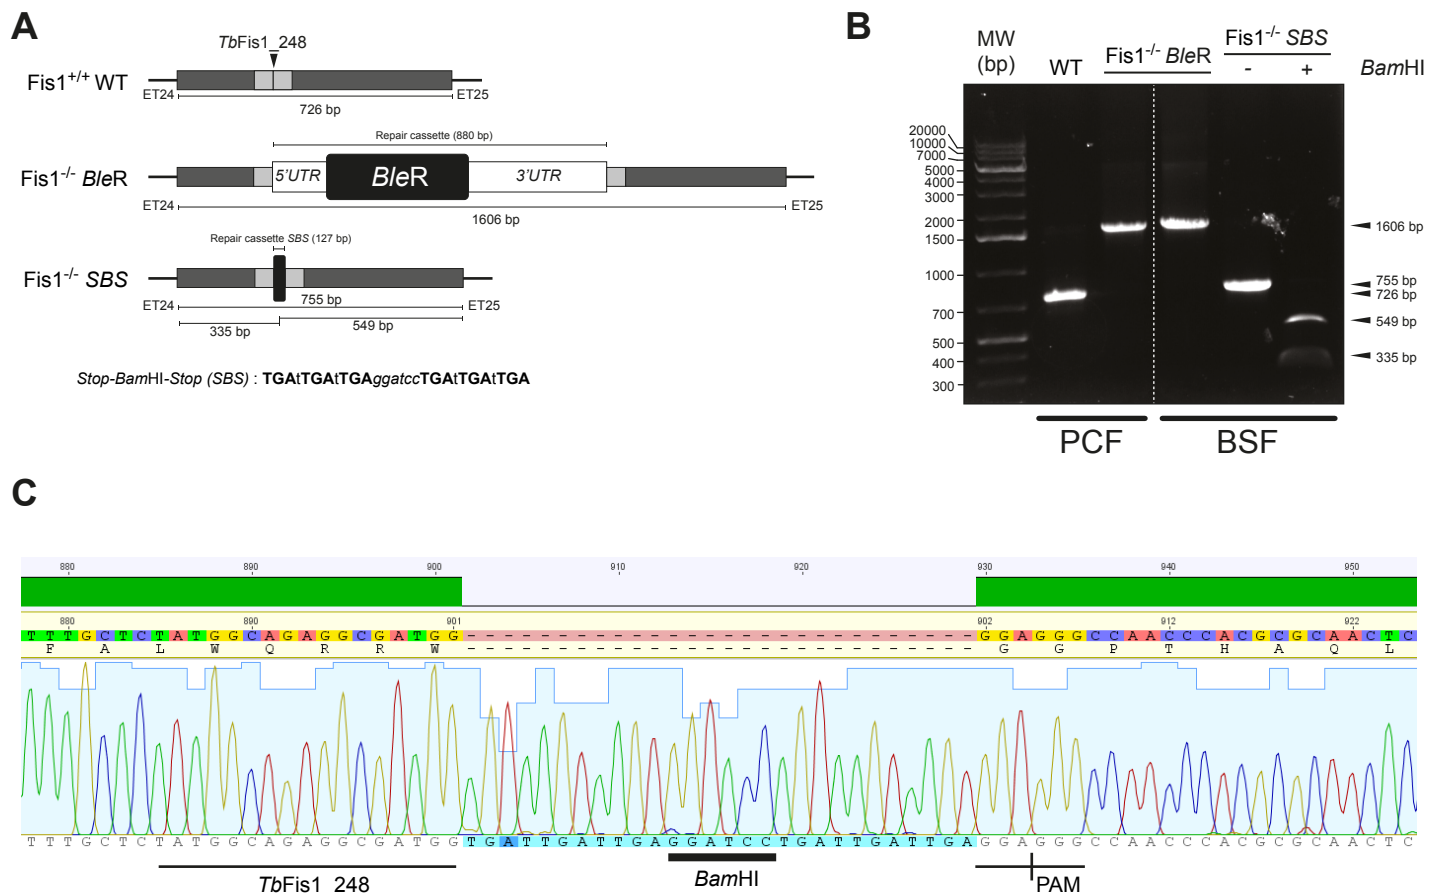 A
TbFis1_248
Fis1+/+ WT
ET24
ET25
726 bp
Repair cassette (880 bp)
Fis1-/- BleR
5'UTR
BleR
3'UTR
ET24
ET25
1606 bp
Repair cassette SBS (127 bp)
Fis1-/- SBS
755 bp
ET24
ET25
335 bp
549 bp
Stop-BamHI-Stop (SBS) : TGAtTGAtTGAggatccTGAtTGAtTGA
B
MW (bp)
WT
Fis1-/- BleR
Fis1-/- SBS
- + BamHI
20000
10000
7000
5000
4000
3000
2000
1500
1000
700
500
400
300
1606 bp
755 bp
726 bp
549 bp
335 bp
PCF
BSF
C
880 890 900 910 920 930 940 950
880 890 901 902 912 922
TTTGCTCTATGGCAGAGGCGATGG----------------------------GGAGGGCCAACCCACGCGCAACTC
F A L W Q R R W - - - - - - - - - G G P T H A Q L
TTTGCTCTATGGCAGAGGCGATGGTGATTGATTGAGGATCCTGATTGATTGAGGAGGGCCAACCCACGCGCAACTC
TbFis1_248
BamHI
PAM